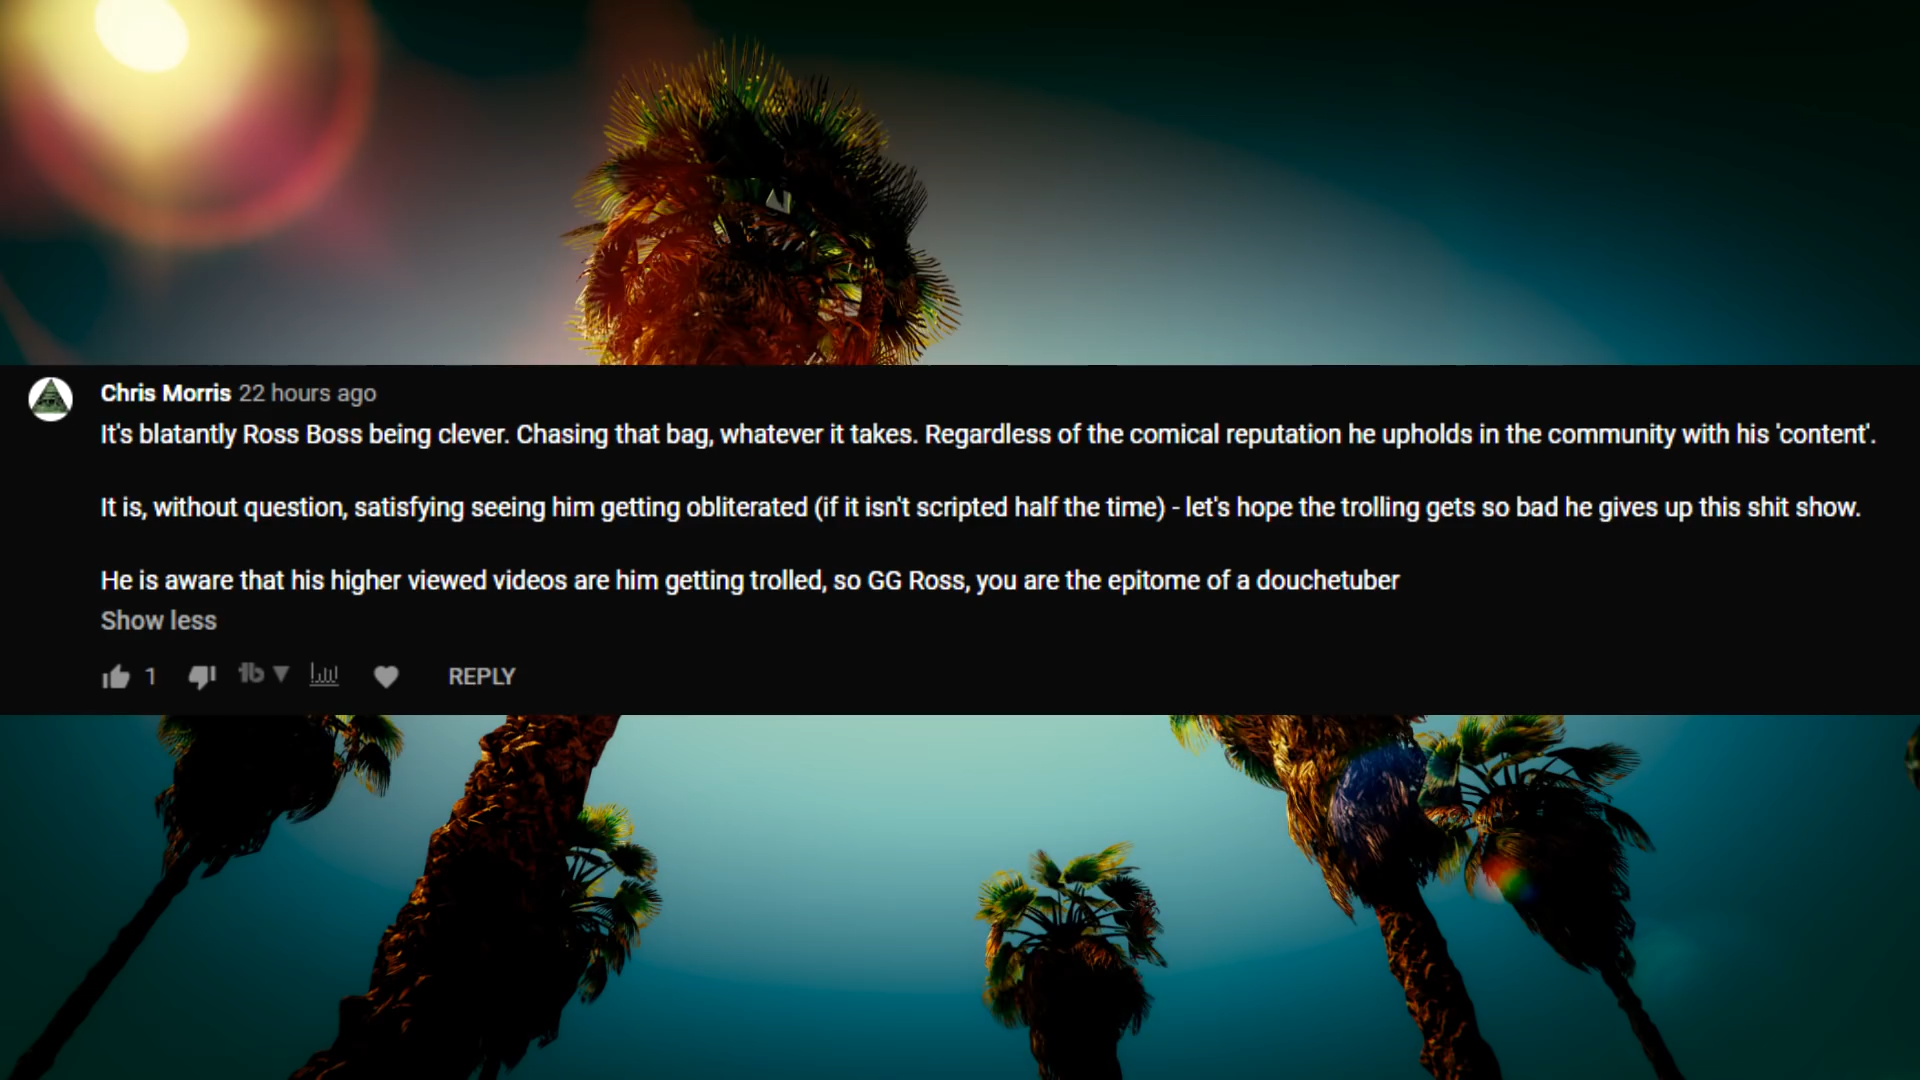 Chris Morris 22 hours ago
It's blatantly Ross Boss being clever. Chasing that bag, whatever it takes. Regardless of the comical reputation he upholds in the community with his 'content'.
It is, without question, satisfying seeing him getting obliterated (if it isn't scripted half the time) - let's hope the trolling gets so bad he gives up this shit show.
He is aware that his higher viewed videos are him getting trolled, so GG Ross, you are the epitome of a douchetuber
Show less
1 tb REPLY